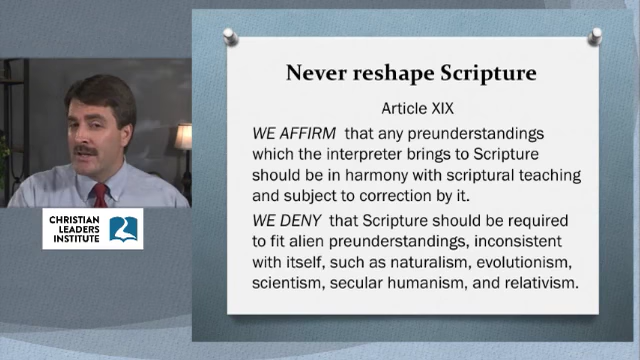 Never reshape Scripture
Article XIX
WE AFFIRM that any preunderstandings
which the interpreter brings to Scripture
should be in harmony with scriptural teaching
and subject to correction by it.
WE DENY that Scripture should be required
to fit alien preunderstandings, inconsistent
with itself, such as naturalism, evolutionism,
scientism, secular humanism, and relativism.
CHRISTIAN
LEADERS
INSTITUTE